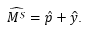 $\widehat{M^{s}} = \hat{p} + \hat{y}.$